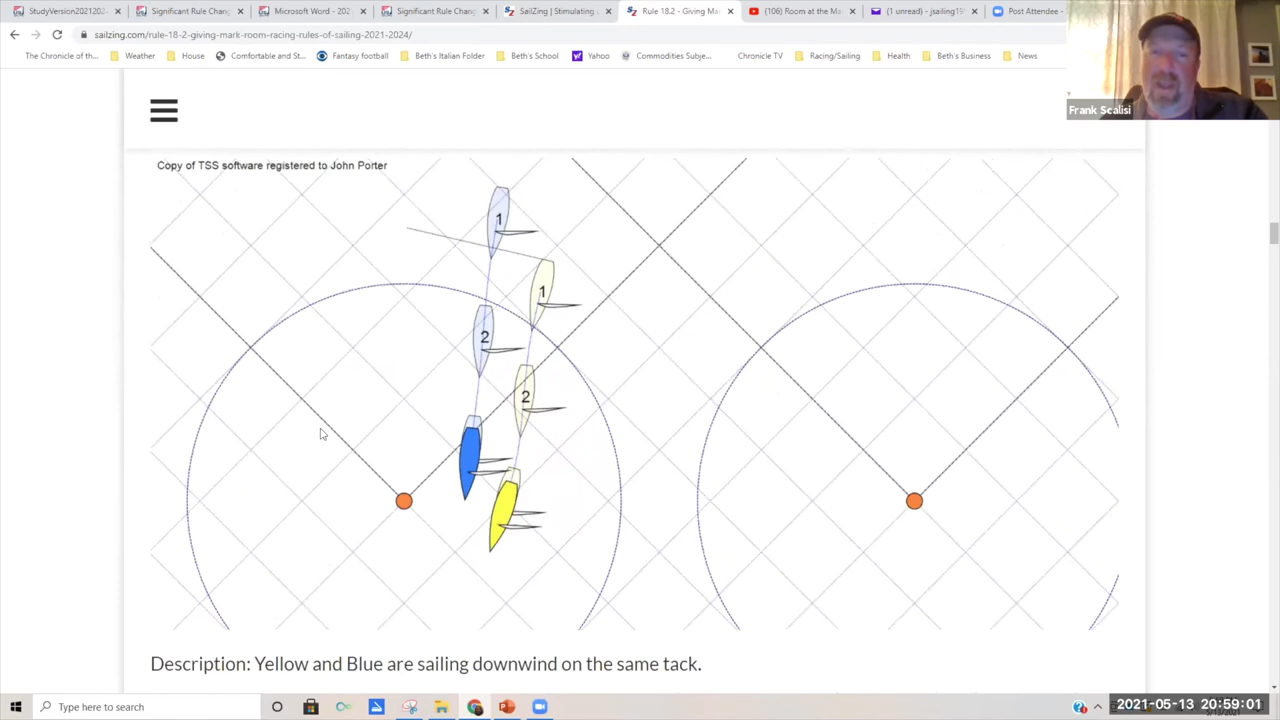 StudyVersion202120­2
Significant Rule Chan
Microsoft Word - 202
Significant Rule Chan
SailZing | Stimulating
Rule 18.2 - Giving Ma
(106) Room at the Ma
(1 unread) - jsailing19
Post Attendee
sailzing.com/rule-18-2-giving-mark-room-racing-rules-of-sailing-2021-2024/
The Chronicle of th...
Weather
House
Comfortable and St...
Fantasy football
Beth's Italian Folder
Beth's School
Yahoo
Commodities Subje...
Chronicle TV
Racing/Sailing
Health
Beth's Business
News
Frank Scalisi
Copy of TSS software registered to John Porter
1
1
2
2
Description: Yellow and Blue are sailing downwind on the same tack.
Type here to search
2021-05-13 20:59:01